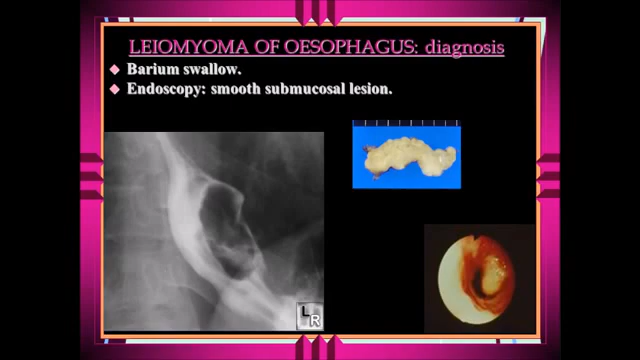 LEIOMYOMA OF OESOPHAGUS: diagnosis
Barium swallow.
Endoscopy: smooth submucosal lesion.
L
R